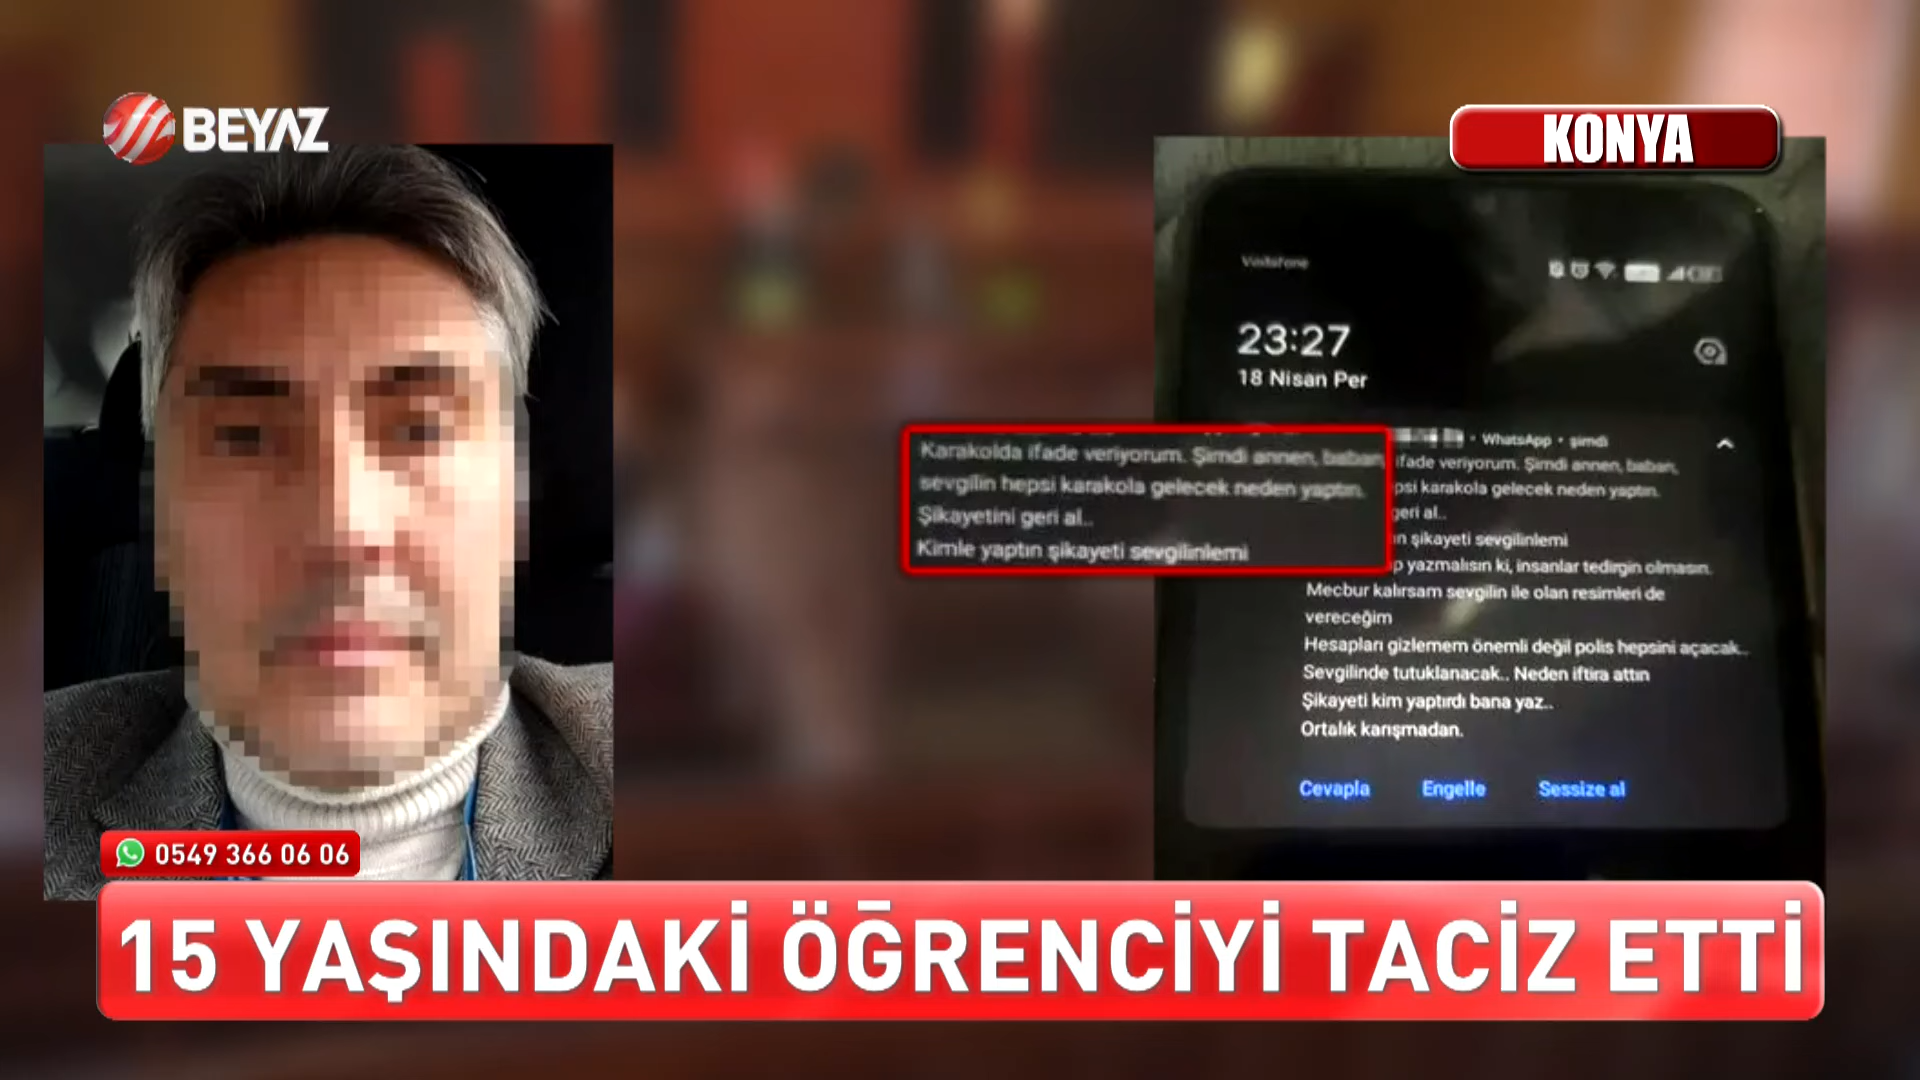 BEYAZ
KONYA
Vodafone
23:27
18 Nisan Per
WhatsApp • şimdi
Karakolda ifade veriyorum. Şimdi annen, baban,
sevgilin hepsi karakola gelecek neden yaptın.
Şikayetini geri al..
Kimle yaptın şikayeti sevgilinlemi
ifade veriyorum. Şimdi annen, baban,
psi karakola gelecek neden yaptın.
geri al..
n şikayeti sevgilinlemi
p yazmalısın ki, insanlar tedirgin olmasın.
Mecbur kalırsam sevgilin ile olan resimleri de
vereceğim
Hesapları gizlemem önemli değil polis hepsini açacak..
Sevgilinde tutuklanacak.. Neden iftira attın
Şikayeti kim yaptırdı bana yaz..
Ortalık karışmadan.
Cevapla Engelle Sessize al
0549 366 06 06
15 YAŞINDAKİ ÖĞRENCİYİ TACİZ ETTİ